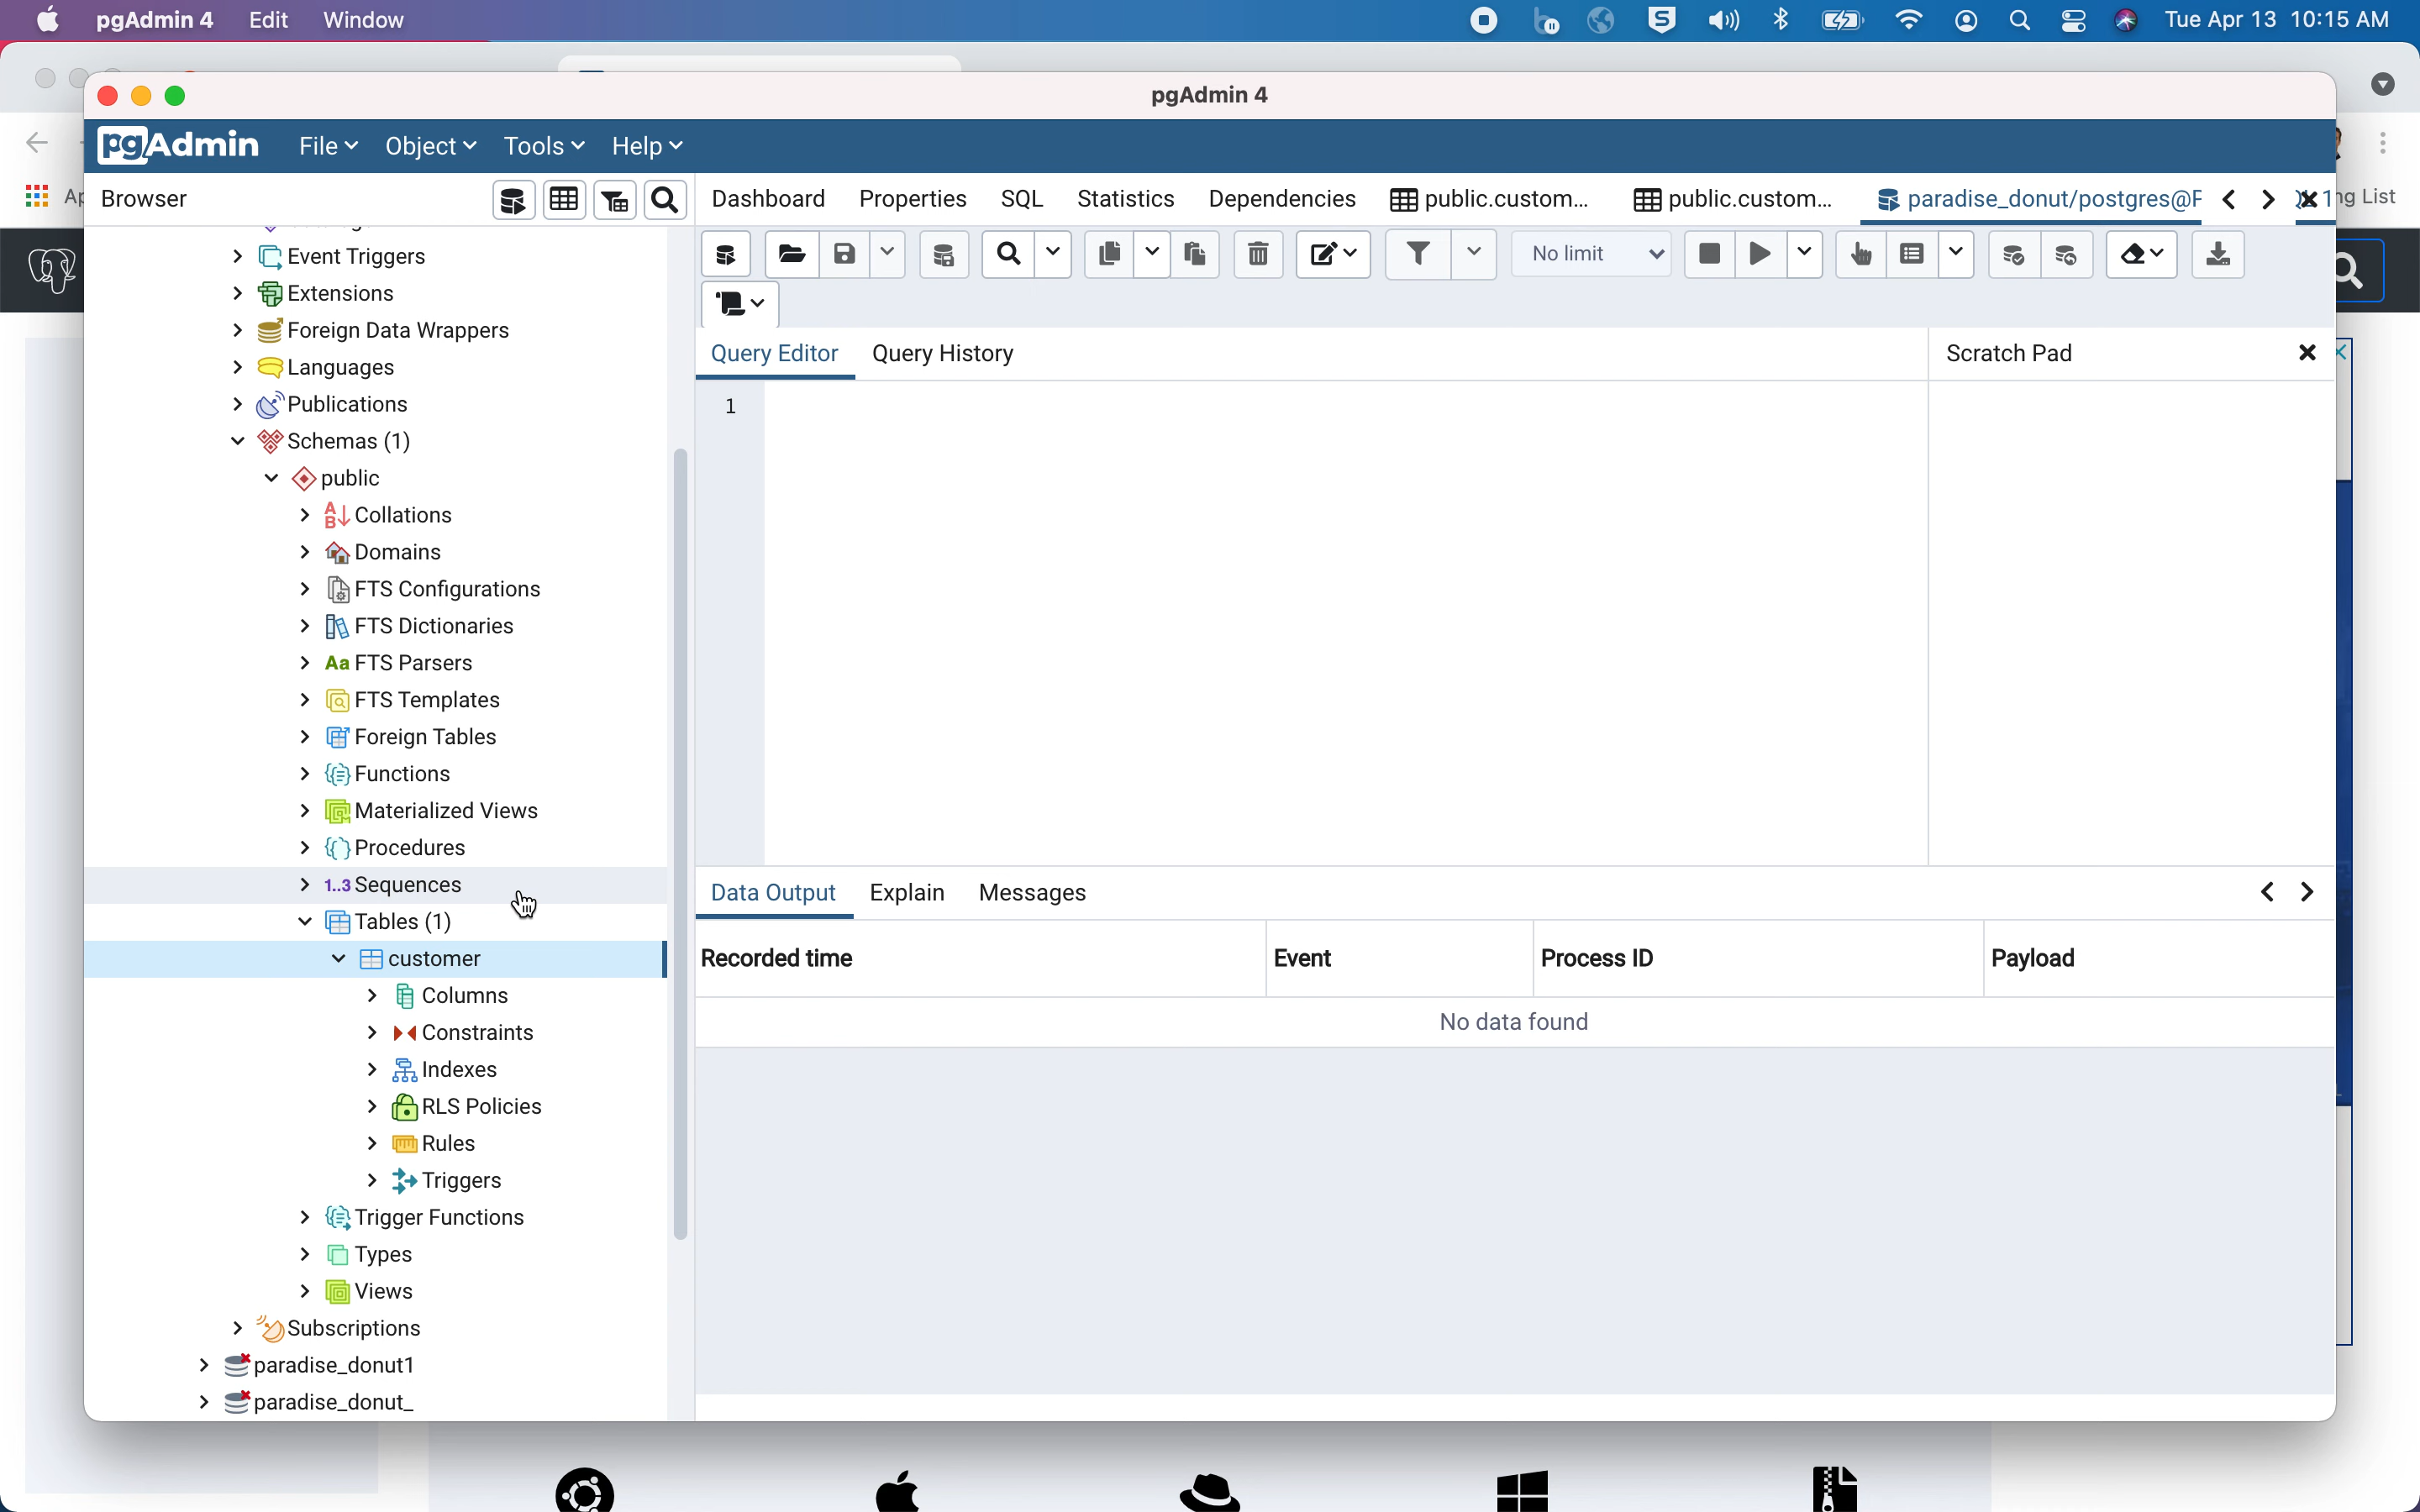 pgAdmin 4 Edit Window Tue Apr 13 10:15 AM
pgAdmin 4
pgAdmin File Object Tools Help
Browser
Dashboard Properties SQL Statistics Dependencies public.custom... public.custom... paradise_donut/postgres@P
ng List
Event Triggers
Extensions
Foreign Data Wrappers
Languages
Publications
Schemas (1)
public
Collations
Domains
FTS Configurations
FTS Dictionaries
Aa FTS Parsers
FTS Templates
Foreign Tables
Functions
Materialized Views
Procedures
1..3 Sequences
Tables (1)
customer
Columns
Constraints
Indexes
RLS Policies
Rules
Triggers
Trigger Functions
Types
Views
Subscriptions
paradise_donut1
paradise_donut_
No limit
Query Editor Query History
Scratch Pad
1
Data Output Explain Messages
Recorded time Event Process ID Payload
No data found